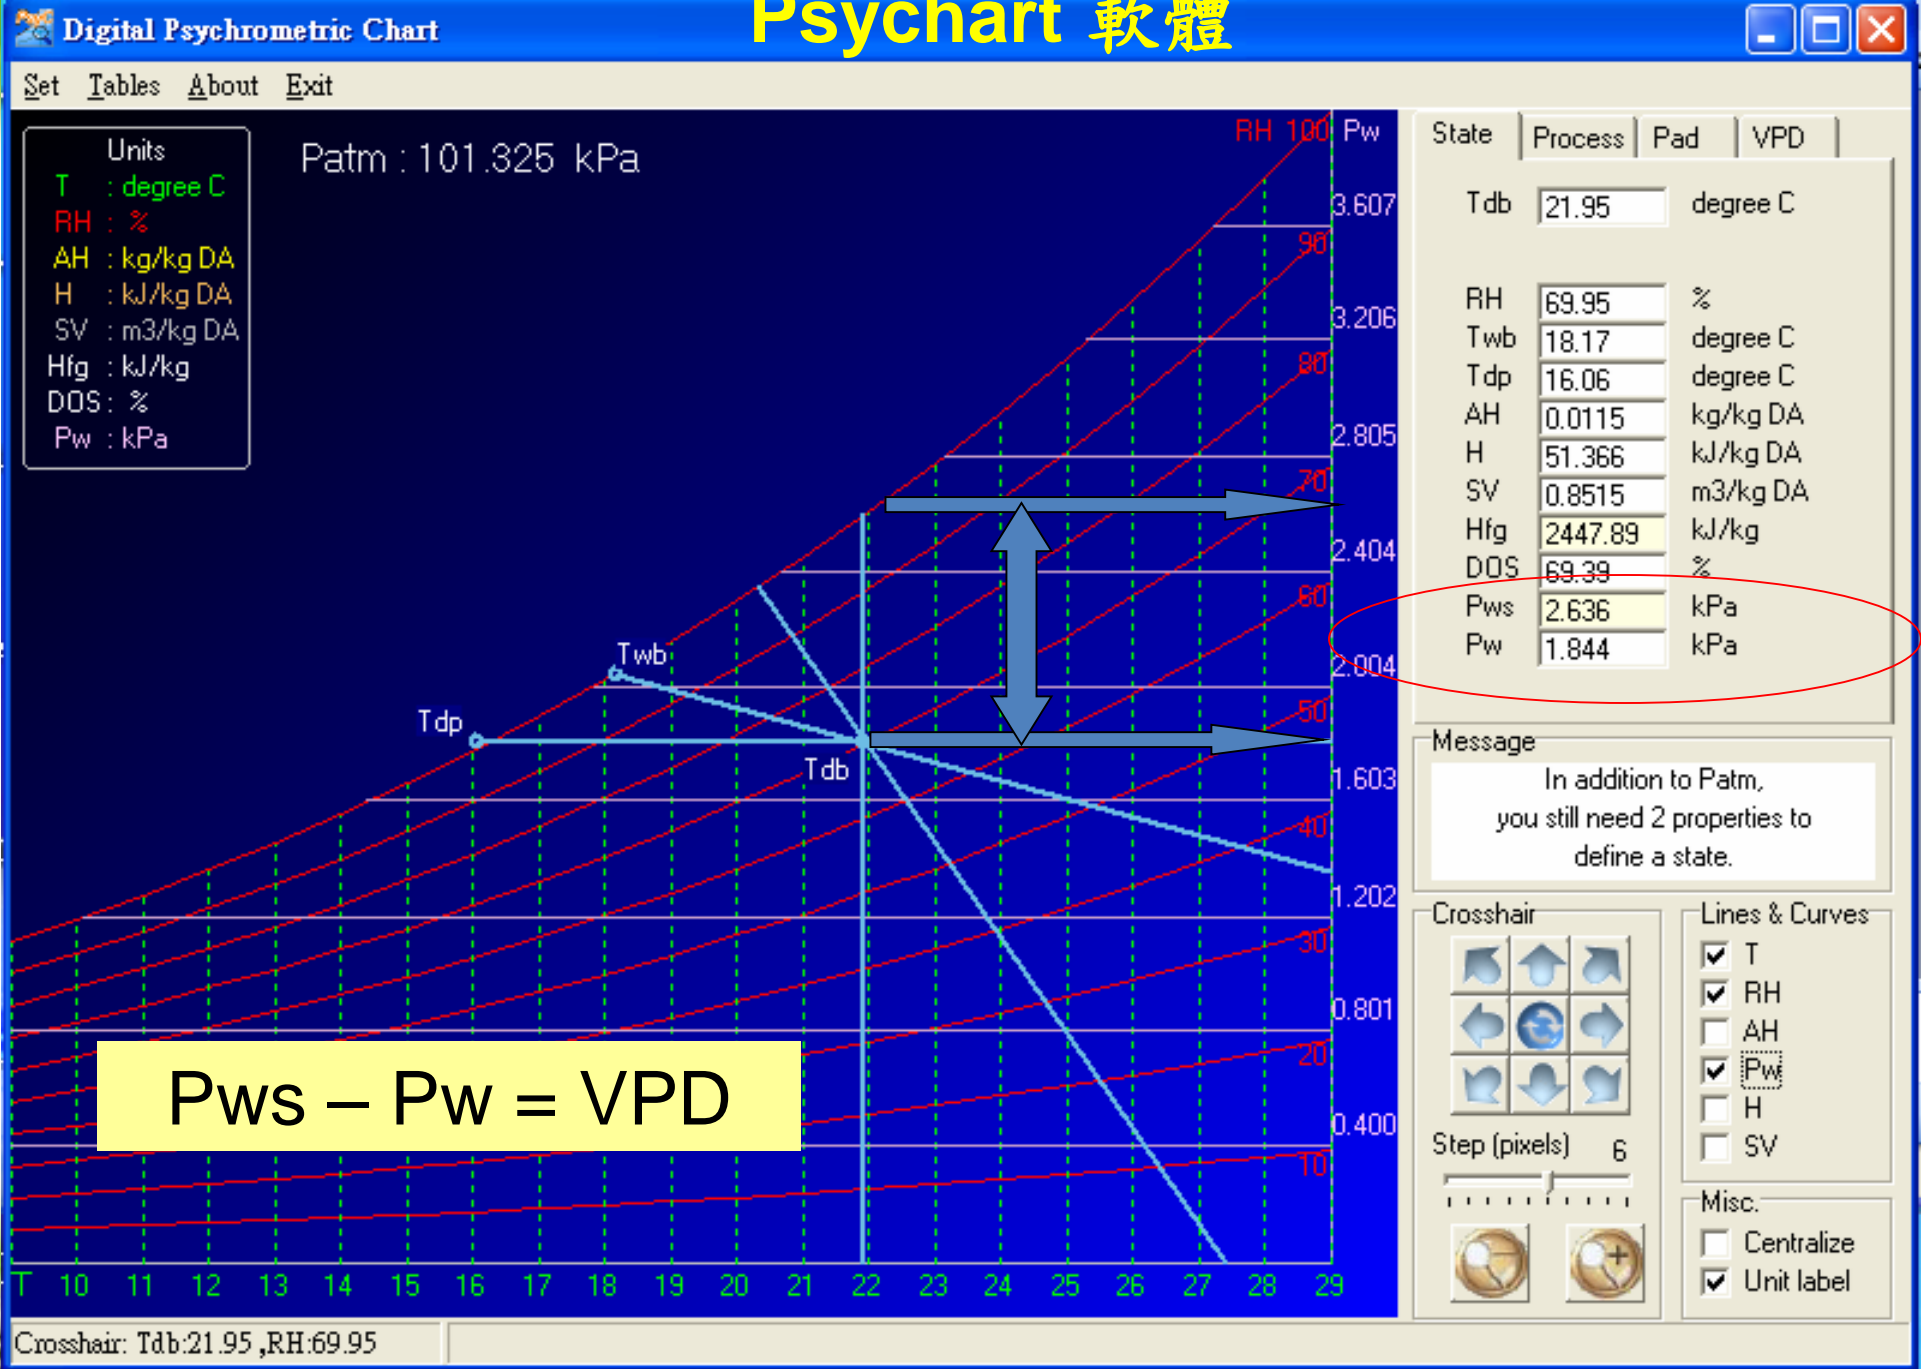 Psychart 軟體
Digital Psychrometric Chart
Set Tables About Exit
Units
T : degree C
RH : %
AH : kg/kg DA
H : kJ/kg DA
SV : m3/kg DA
Hfg : kJ/kg
DOS : %
Pw : kPa
Patm : 101.325 kPa
RH 100 Pw
3.607
90
3.206
80
2.805
70
2.404
60
2.004
50
1.603
40
1.202
30
0.801
20
0.400
10
Twb
Tdp
Tdb
Pws – Pw = VPD
T 10 11 12 13 14 15 16 17 18 19 20 21 22 23 24 25 26 27 28 29
State Process Pad VPD
Tdb 21.95 degree C
RH 69.95 %
Twb 18.17 degree C
Tdp 16.06 degree C
AH 0.0115 kg/kg DA
H 51.366 kJ/kg DA
SV 0.8515 m3/kg DA
Hfg 2447.89 kJ/kg
DOS 69.39 %
Pws 2.636 kPa
Pw 1.844 kPa
Message
In addition to Patm,
you still need 2 properties to
define a state.
Crosshair
Step (pixels) 6
Lines & Curves
T
RH
AH
Pw
H
SV
Misc.
Centralize
Unit label
Crosshair: Tdb:21.95 ,RH:69.95